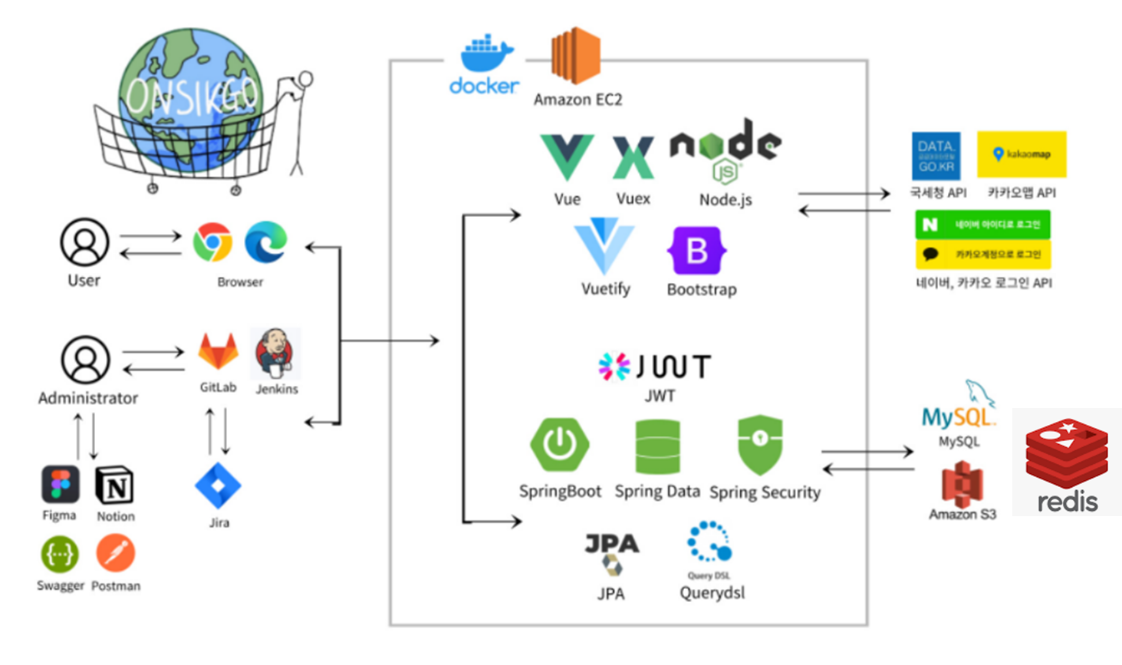 ONSIKGO
docker
Amazon EC2
Vue
Vuex
node
JS
Node.js
Vuetify
B
Bootstrap
User
Browser
Administrator
GitLab
Jenkins
Figma
N
Notion
Jira
{···}
Swagger
Postman
JWT
JWT
SpringBoot
Spring Data
Spring Security
JPA
JPA
Query DSL
Querydsl
DATA.
GO.KR
kakaomap
국세청 API
카카오맵 API
N 네이버 아이디로 로그인
카카오계정으로 로그인
네이버, 카카오 로그인 API
MySQL
MySQL
Amazon S3
redis